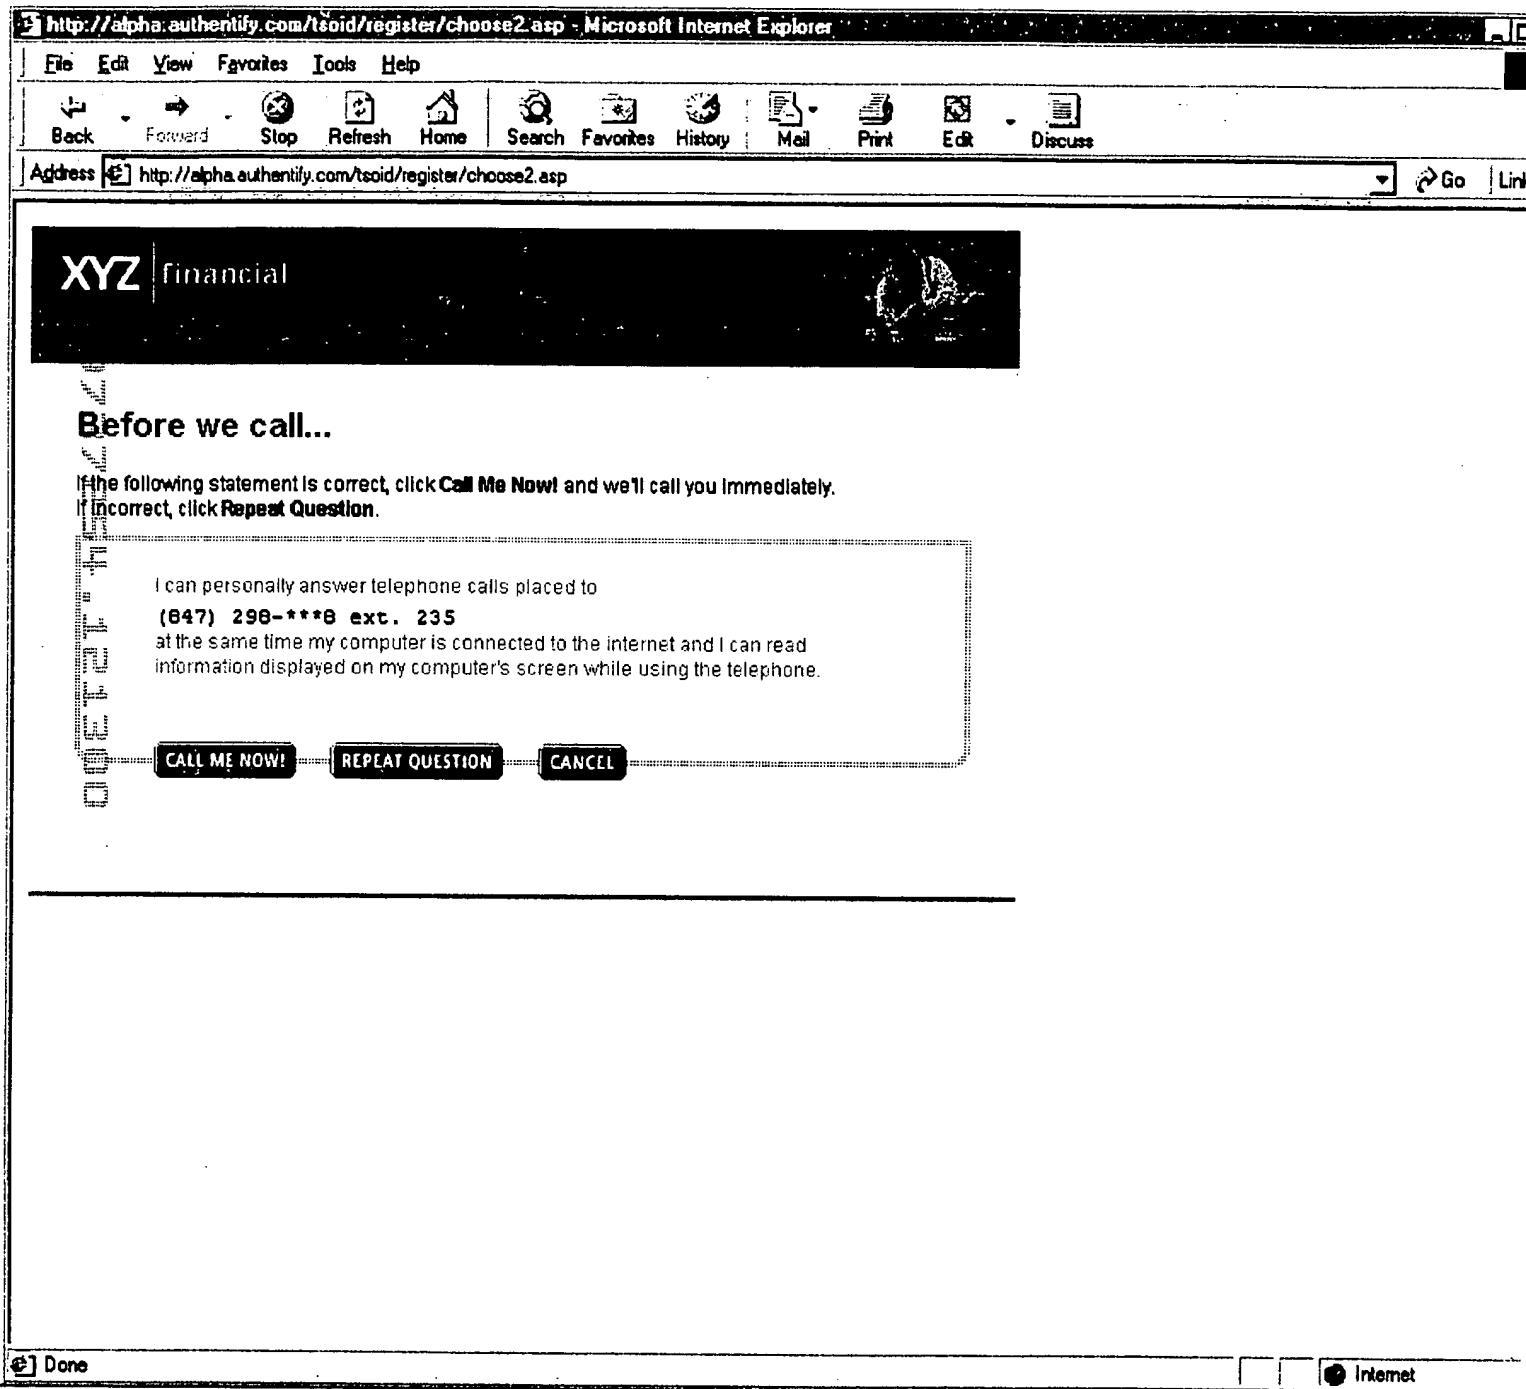 http://alpha.authentify.com/tsoid/register/choose2.asp - Microsoft Internet Explorer
File Edit View Favorites Tools Help
Back Forward Stop Refresh Home Search Favorites History Mail Print Edit Discuss
Address http://alpha.authentify.com/tsoid/register/choose2.asp Go
XYZ financial
Before we call...
If the following statement is correct, click Call Me Now! and we'll call you immediately.
If incorrect, click Repeat Question.
I can personally answer telephone calls placed to
(847) 298-***8 ext. 235
at the same time my computer is connected to the internet and I can read
information displayed on my computer's screen while using the telephone.
CALL ME NOW! REPEAT QUESTION CANCEL
Done Internet